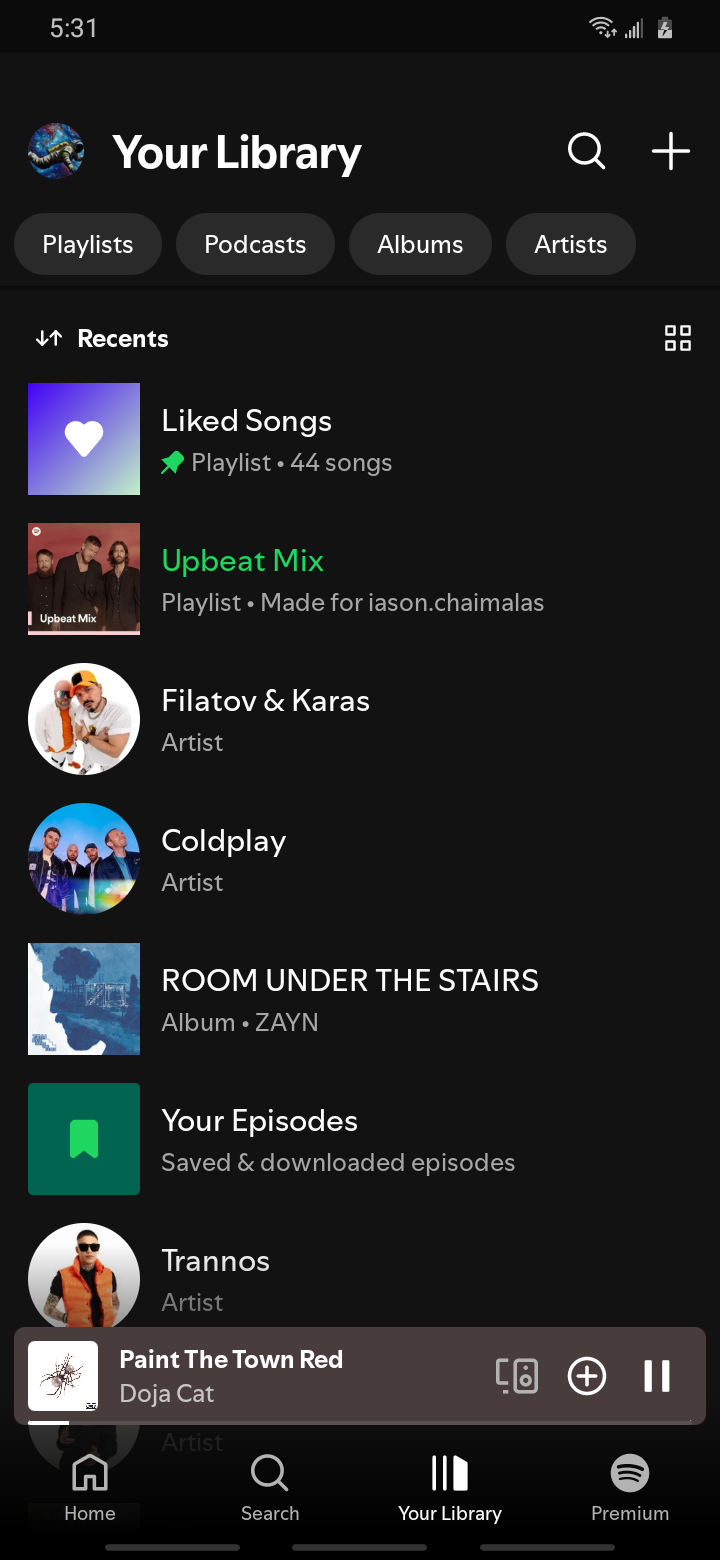 5:31
Your Library
Playlists
Podcasts
Albums
Artists
Recents
Liked Songs
Playlist • 44 songs
Upbeat Mix
Upbeat Mix
Playlist • Made for iason.chaimalas
Filatov & Karas
Artist
Coldplay
Artist
ROOM UNDER THE STAIRS
Album • ZAYN
Your Episodes
Saved & downloaded episodes
Trannos
Artist
Paint The Town Red
Doja Cat
Artist
Home
Search
Your Library
Premium